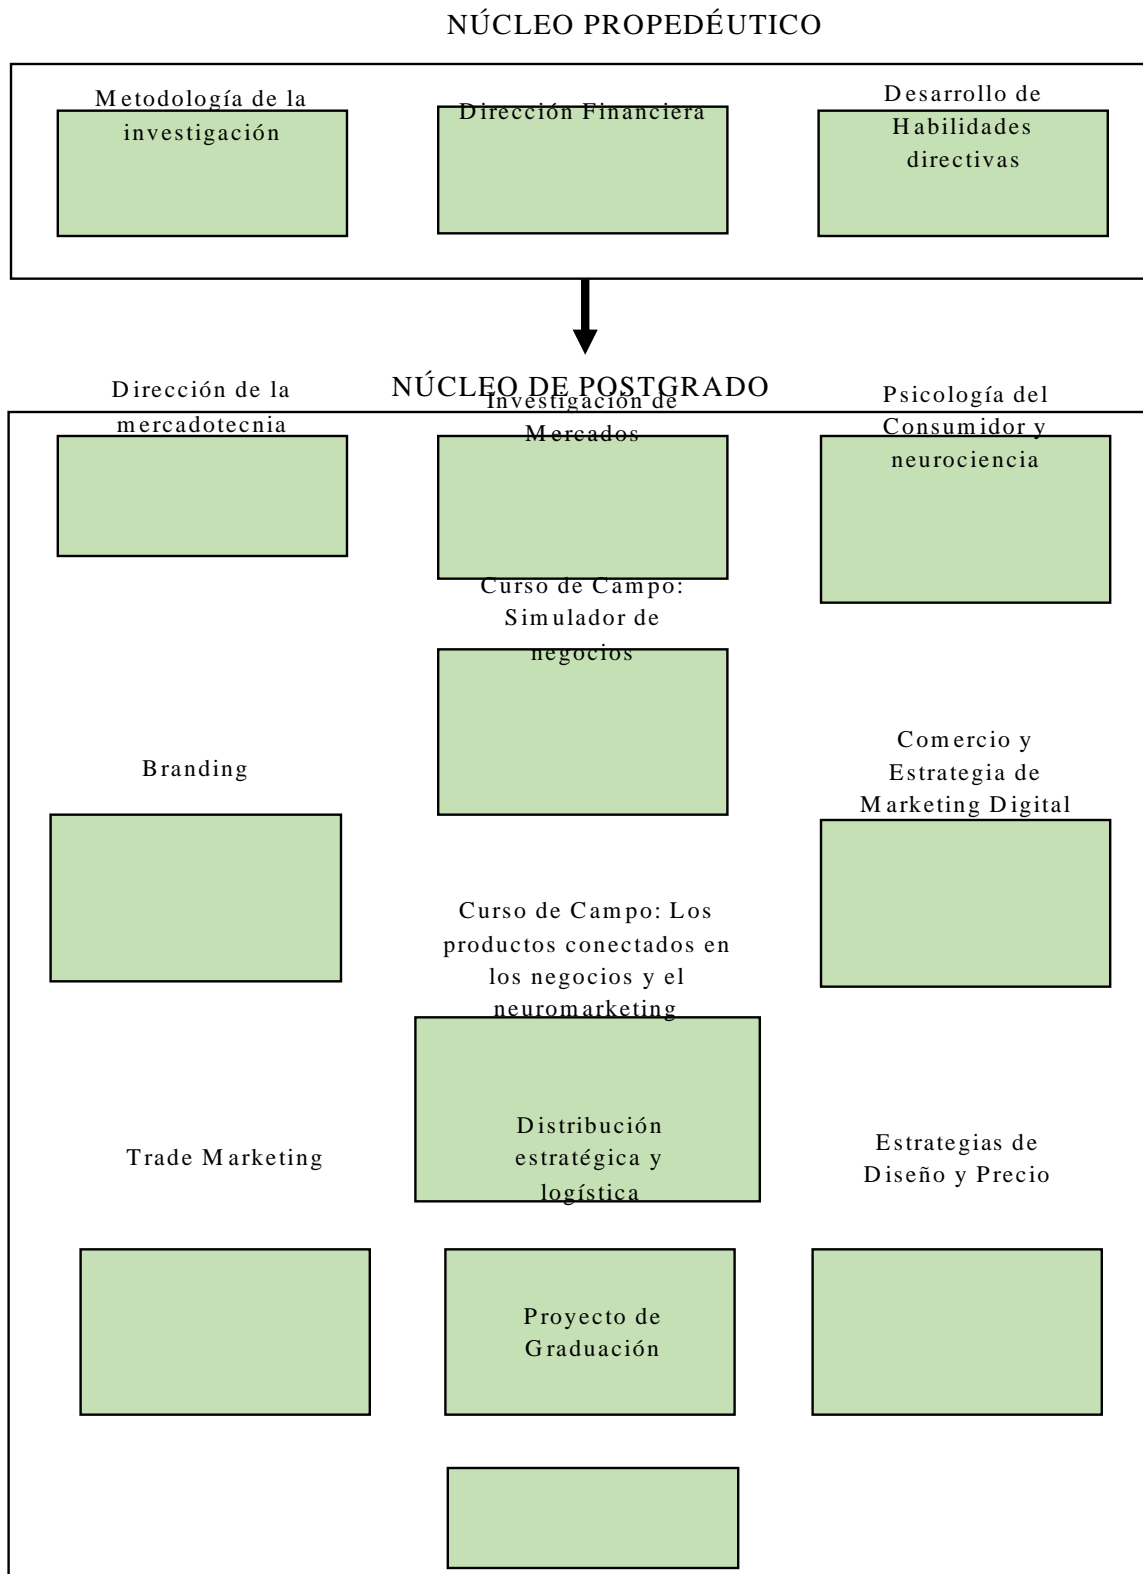 NÚCLEO PROPEDÉUTICO
Metodología de la
investigación
Dirección Financiera
Desarrollo de
Habilidades
directivas
NÚCLEO DE POSTGRADO
Dirección de la
mercadotecnia
Investigación de
Mercados
Psicología del
Consumidor y
neurociencia
Curso de Campo:
Simulador de
negocios
Branding
Comercio y
Estrategia de
Marketing Digital
Curso de Campo: Los
productos conectados en
los negocios y el
neuromarketing
Trade Marketing
Distribución
estratégica y
logística
Estrategias de
Diseño y Precio
Proyecto de
Graduación